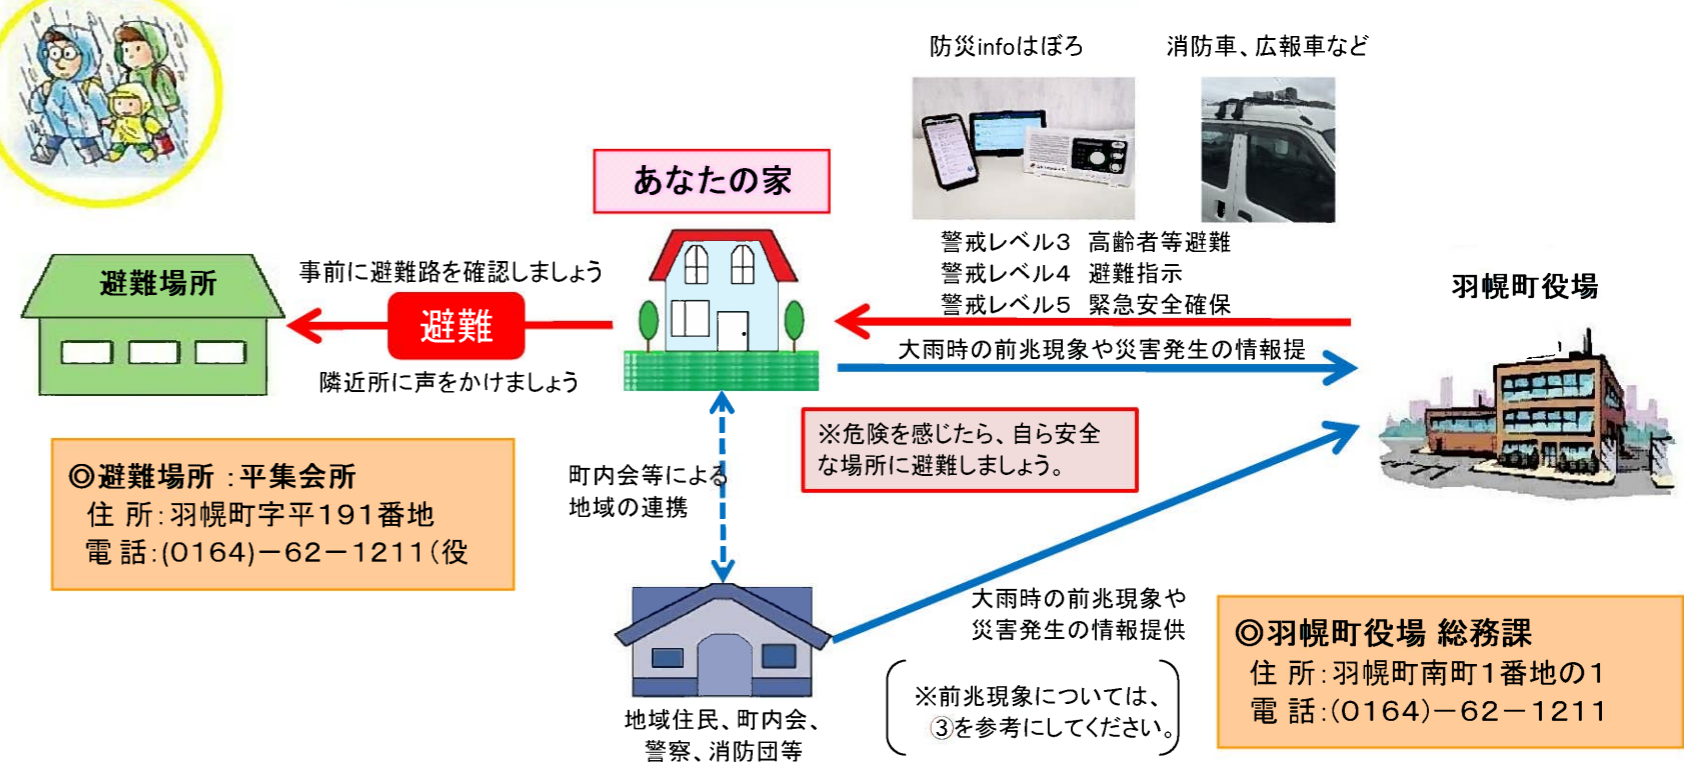 防災infoはぼろ
消防車、広報車など
あなたの家
警戒レベル3 高齢者等避難
警戒レベル4 避難指示
警戒レベル5 緊急安全確保
羽幌町役場
避難場所
事前に避難路を確認しましょう
避難
隣近所に声をかけましょう
大雨時の前兆現象や災害発生の情報提
※危険を感じたら、自ら安全
な場所に避難しましょう。
◎避難場所:平集会所
住 所:羽幌町字平191番地
電 話:(0164)-62-1211(役
町内会等による
地域の連携
大雨時の前兆現象や
災害発生の情報提供
※前兆現象については、
③を参考にしてください。
地域住民、町内会、
警察、消防団等
◎羽幌町役場 総務課
住 所:羽幌町南町1番地の1
電 話:(0164)-62-1211